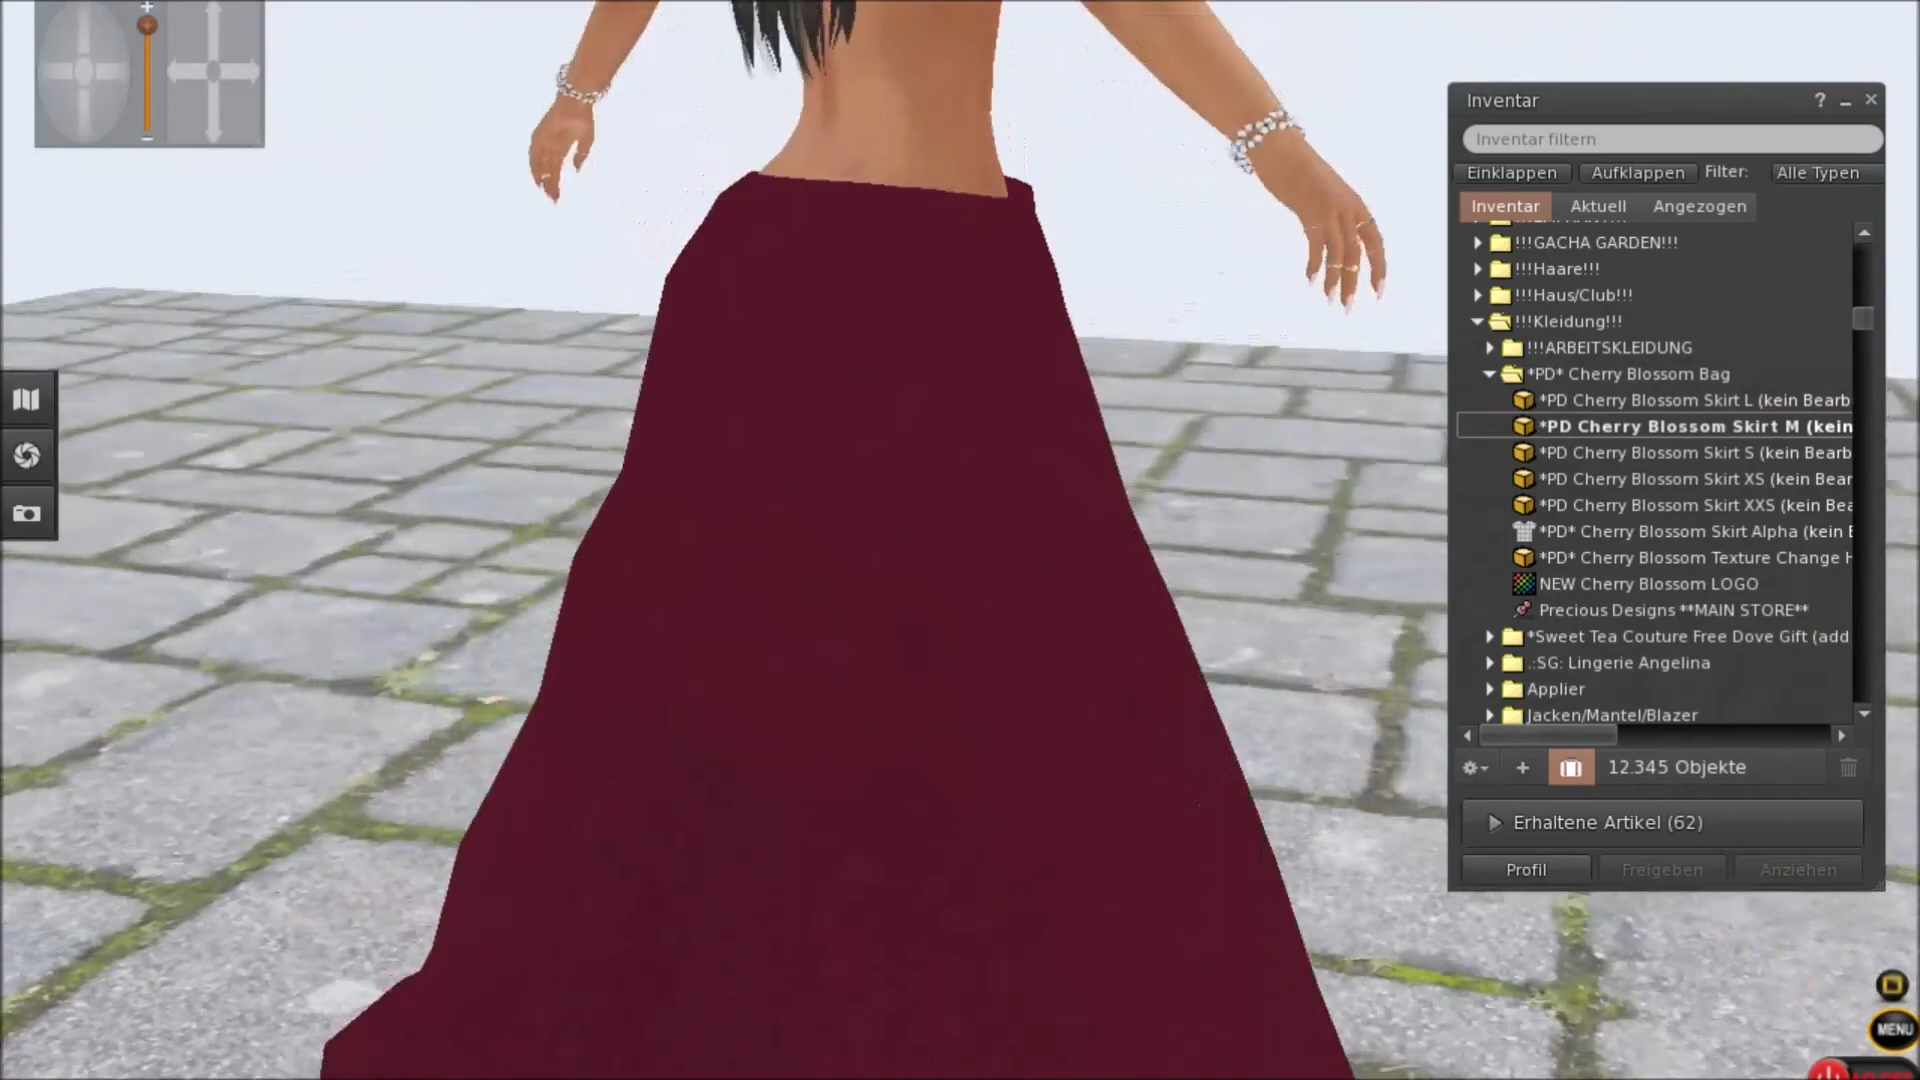 Inventar
Inventar filtern
Einklappen Aufklappen Filter: Alle Typen
Inventar Aktuell Angezogen
!!!GACHA GARDEN!!!
!!!Haare!!!
!!!Haus/Club!!!
!!!Kleidung!!!
!!!ARBEITSKLEIDUNG
*PD* Cherry Blossom Bag
*PD Cherry Blossom Skirt L (kein Bearb
*PD Cherry Blossom Skirt M (kein
*PD Cherry Blossom Skirt S (kein Bearb
*PD Cherry Blossom Skirt XS (kein Bear
*PD Cherry Blossom Skirt XXS (kein Bea
*PD* Cherry Blossom Skirt Alpha (kein
*PD* Cherry Blossom Texture Change
NEW Cherry Blossom LOGO
Precious Designs **MAIN STORE**
*Sweet Tea Couture Free Dove Gift (add
.:SG: Lingerie Angelina
Applier
Jacken/Mantel/Blazer
12.345 Objekte
Erhaltene Artikel (62)
Profil Freigeben Anziehen
MENU